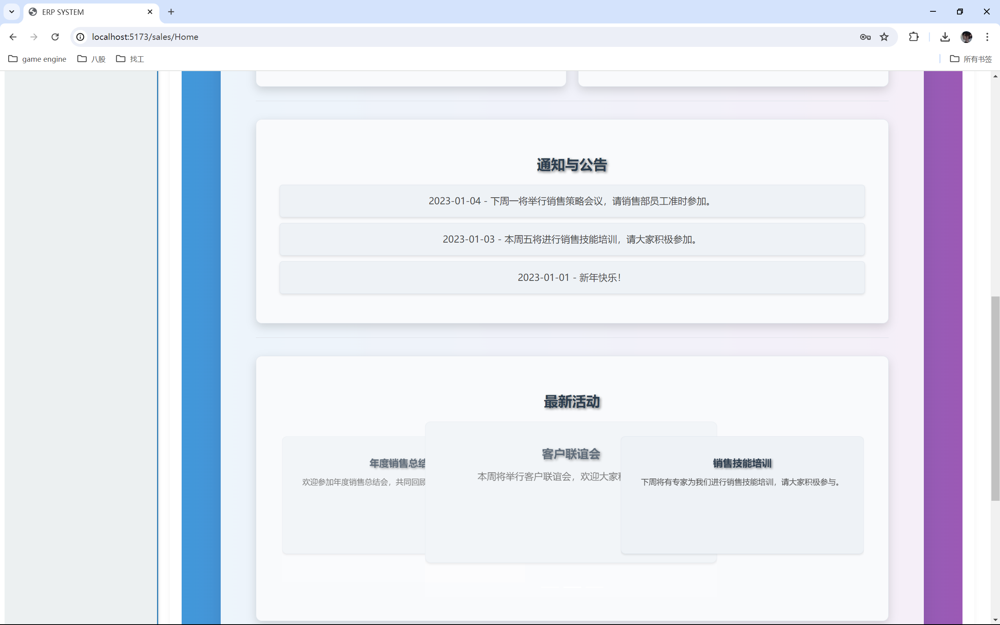 ERP SYSTEM
localhost:5173/sales/Home
game engine
八股
找工
所有书签
通知与公告
2023-01-04 - 下周一将举行销售策略会议，请销售部员工准时参加。
2023-01-03 - 本周五将进行销售技能培训，请大家积极参加。
2023-01-01 - 新年快乐！
最新活动
年度销售总结
欢迎参加年度销售总结会，共同回顾
客户联谊会
本周将举行客户联谊会，欢迎大家
销售技能培训
下周将有专家为我们进行销售技能培训，请大家积极参与。